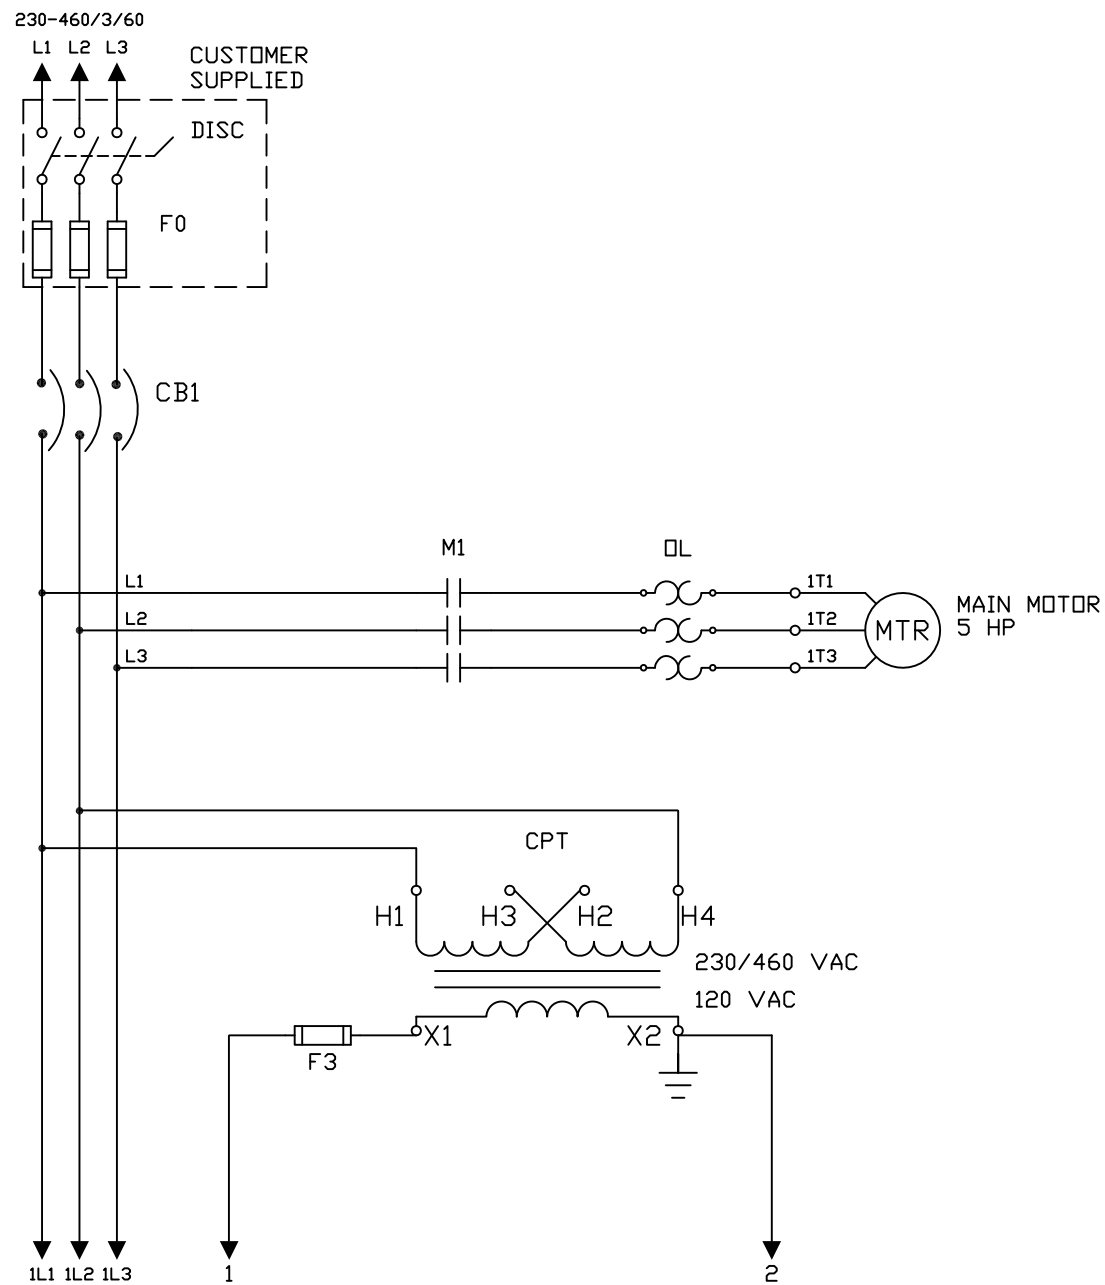 230-460/3/60
L1 L2 L3
CUSTOMER
SUPPLIED
DISC
F0
CB1
M1 OL
L1 1T1
L2 1T2
L3 1T3
MTR
MAIN MOTOR
5 HP
CPT
H1 H3 H2 H4
230/460 VAC
120 VAC
X1 X2
F3
1L1 1L2 1L3 1 2